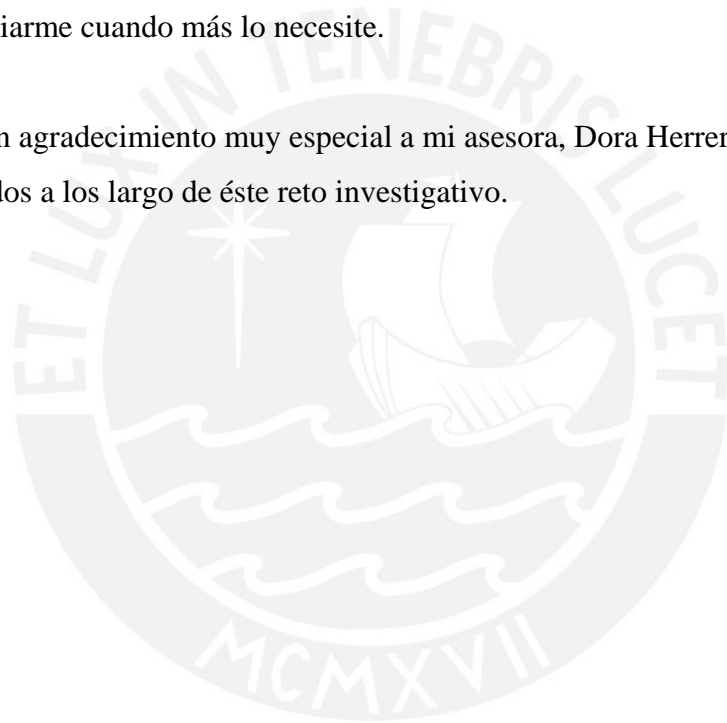 iarme cuando más lo necesite.
n agradecimiento muy especial a mi asesora, Dora Herrer
dos a los largo de éste reto investigativo.
ET LUX IN TENEBRIS LUCET
MCMXVII